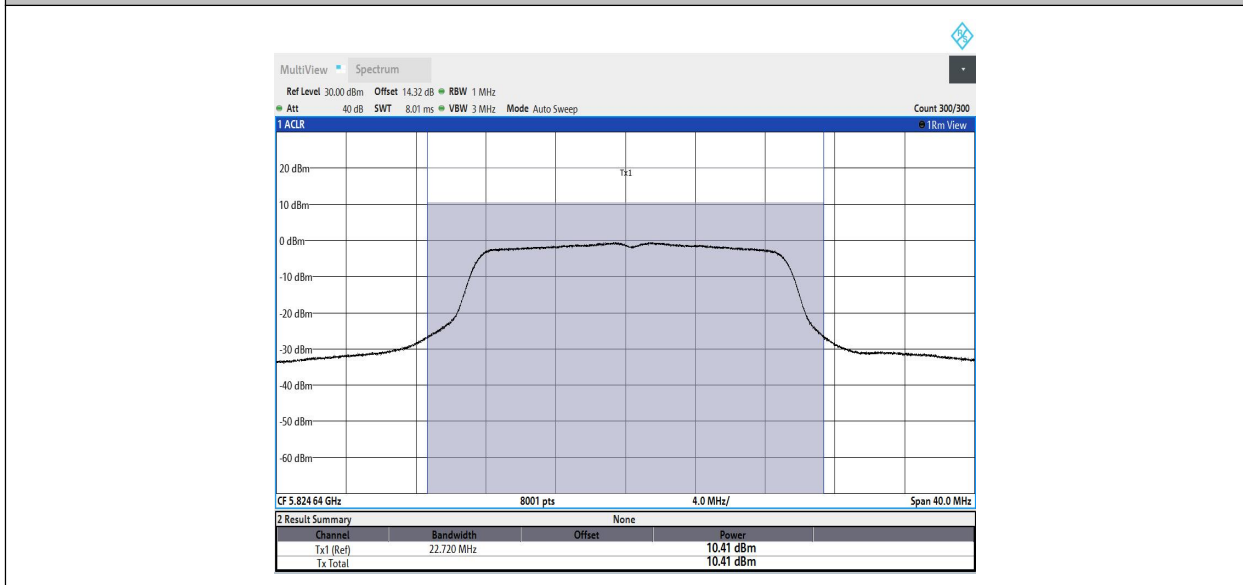 R&S
MultiView Spectrum
Ref Level 30.00 dBm Offset 14.32 dB RBW 1 MHz
Att 40 dB SWT 8.01 ms VBW 3 MHz Mode Auto Sweep Count 300/300
1 ACLR 1Rm View
Tx1
20 dBm
10 dBm
0 dBm
-10 dBm
-20 dBm
-30 dBm
-40 dBm
-50 dBm
-60 dBm
CF 5.824 64 GHz 8001 pts 4.0 MHz/ Span 40.0 MHz
2 Result Summary None
Channel Bandwidth Offset Power
Tx1 (Ref) 22.720 MHz 10.41 dBm
Tx Total 10.41 dBm